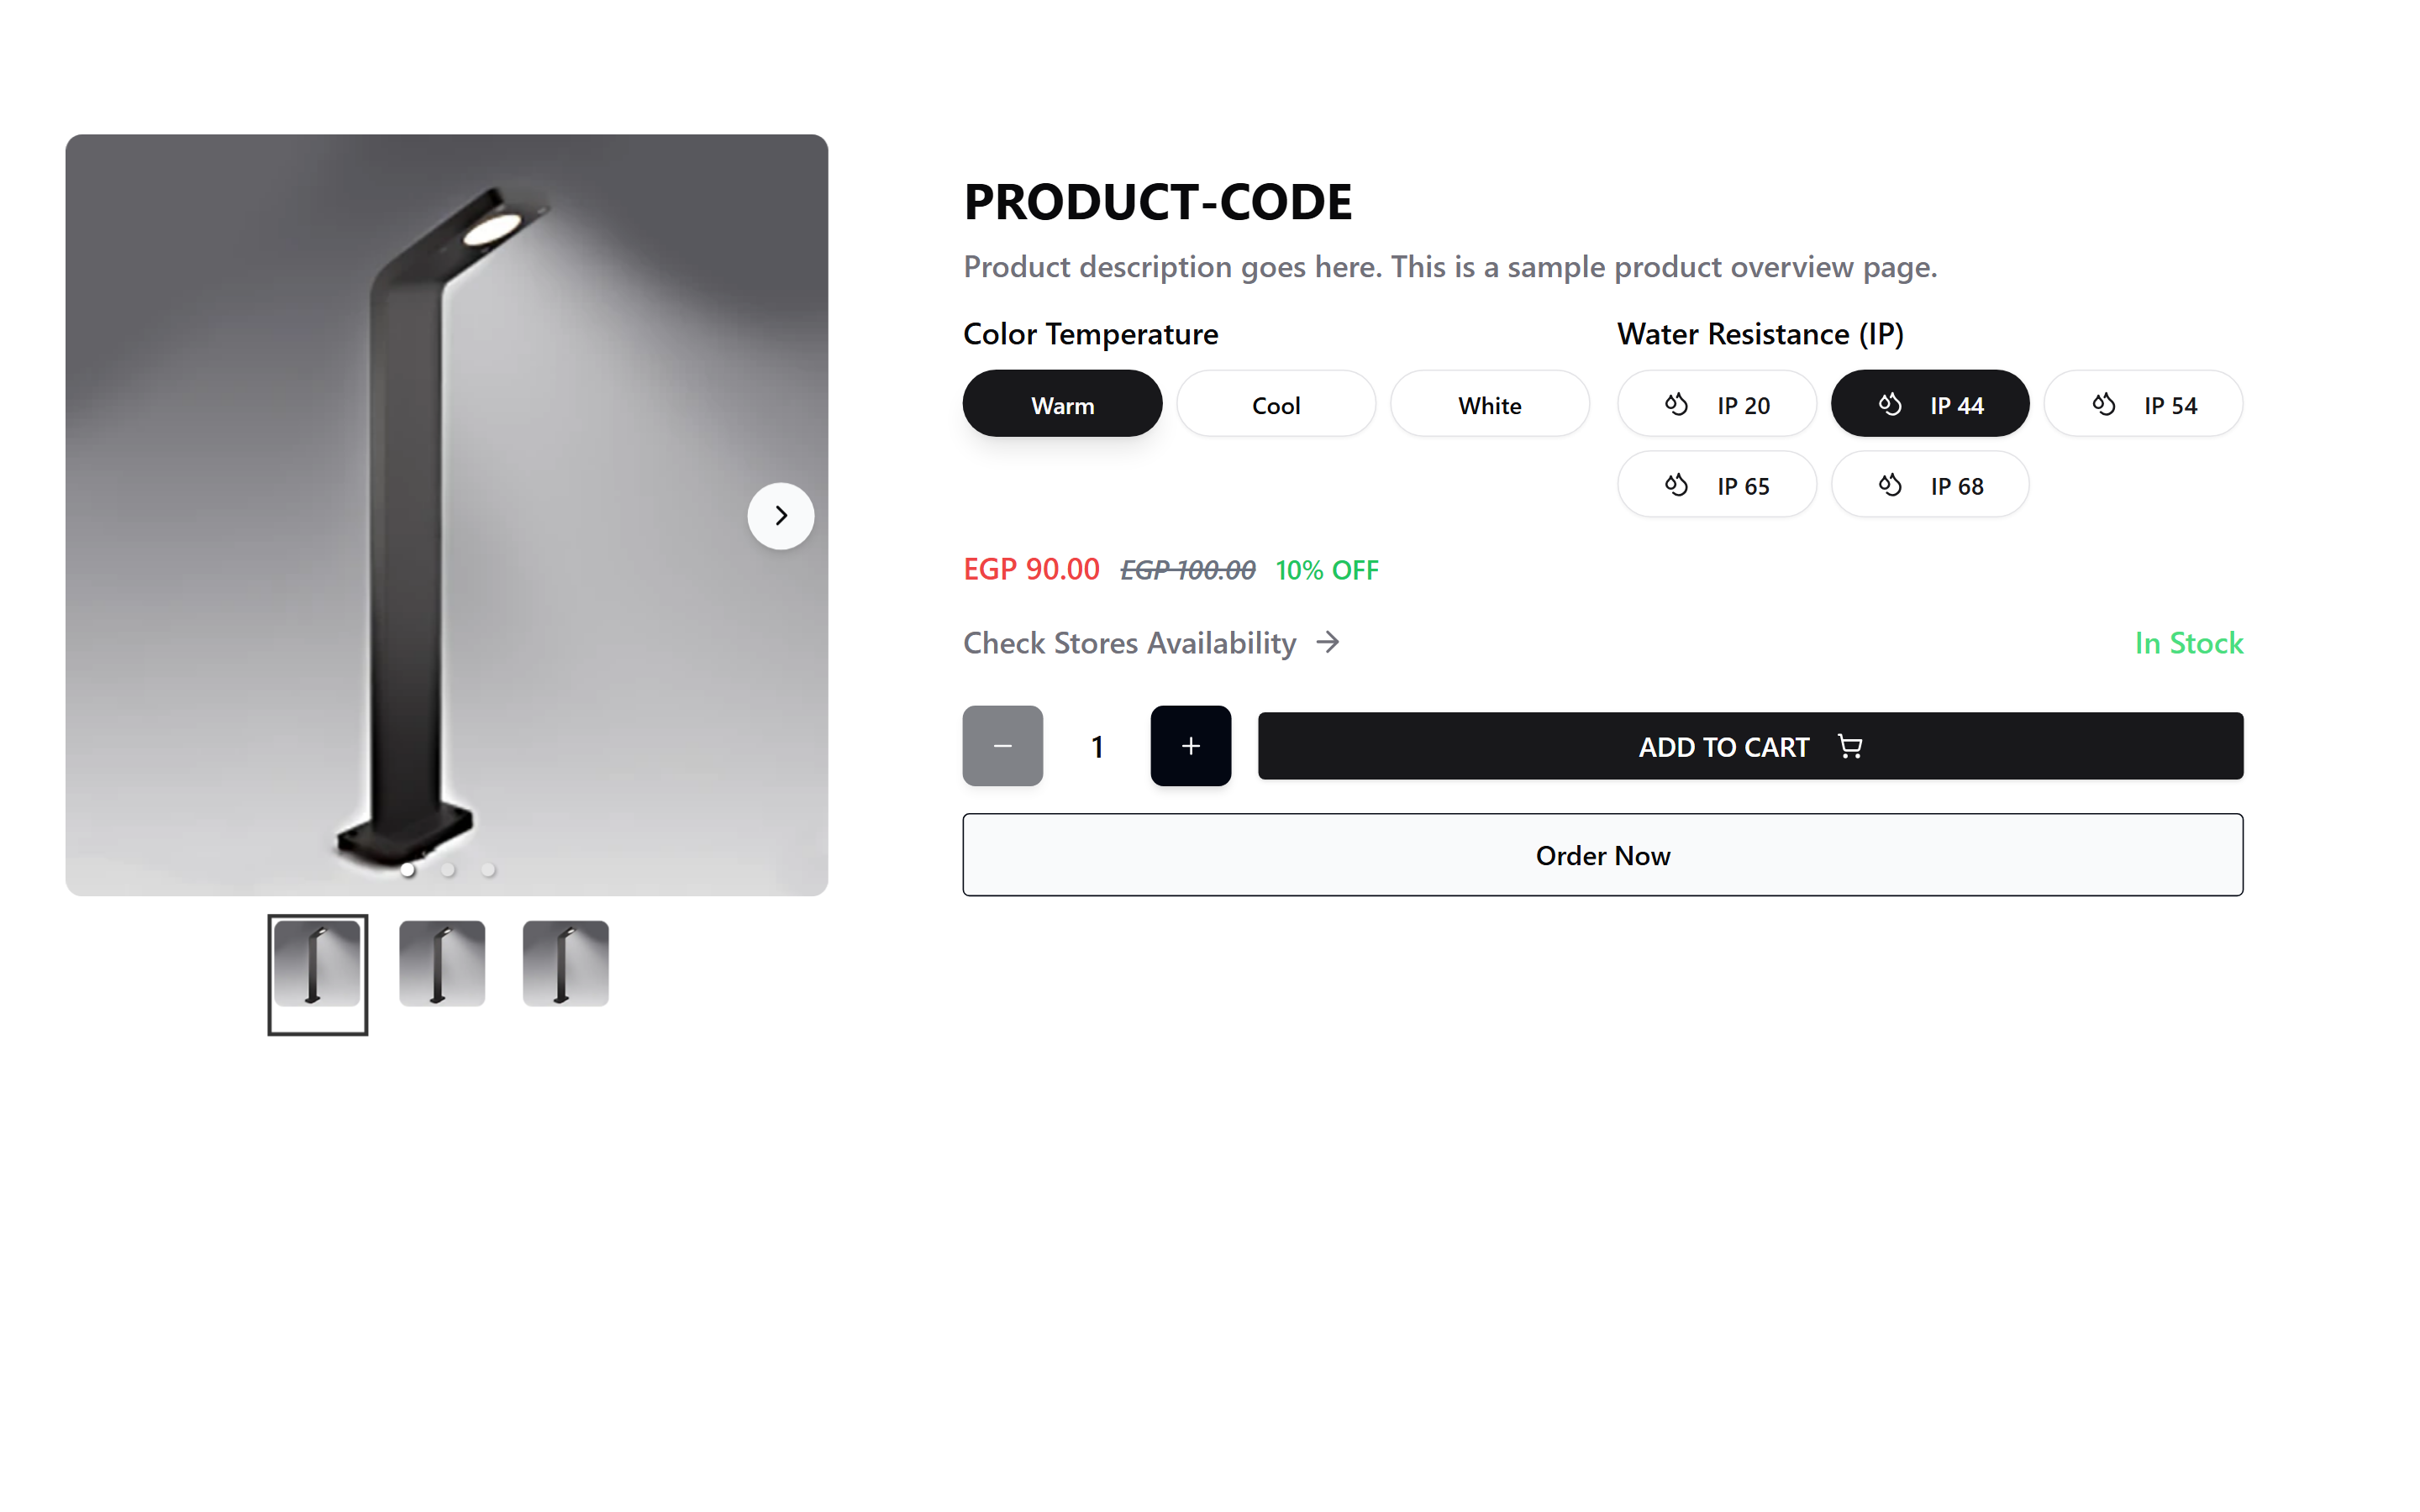 PRODUCT-CODE
Product description goes here. This is a sample product overview page.
Color Temperature
Warm Cool White
Water Resistance (IP)
IP 20 IP 44 IP 54
IP 65 IP 68
EGP 90.00 EGP 100.00 10% OFF
Check Stores Availability
In Stock
1
ADD TO CART
Order Now